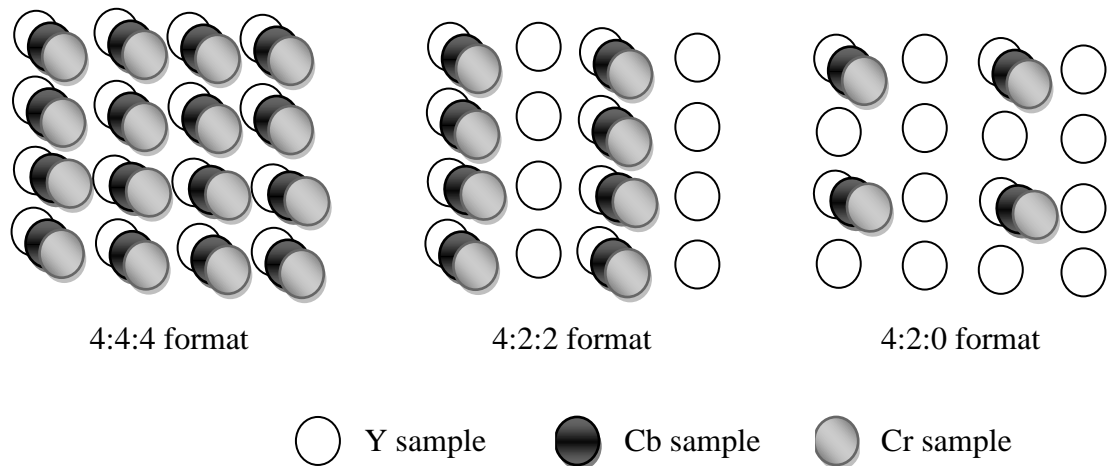 4:4:4 format
4:2:2 format
4:2:0 format
Y sample
Cb sample
Cr sample